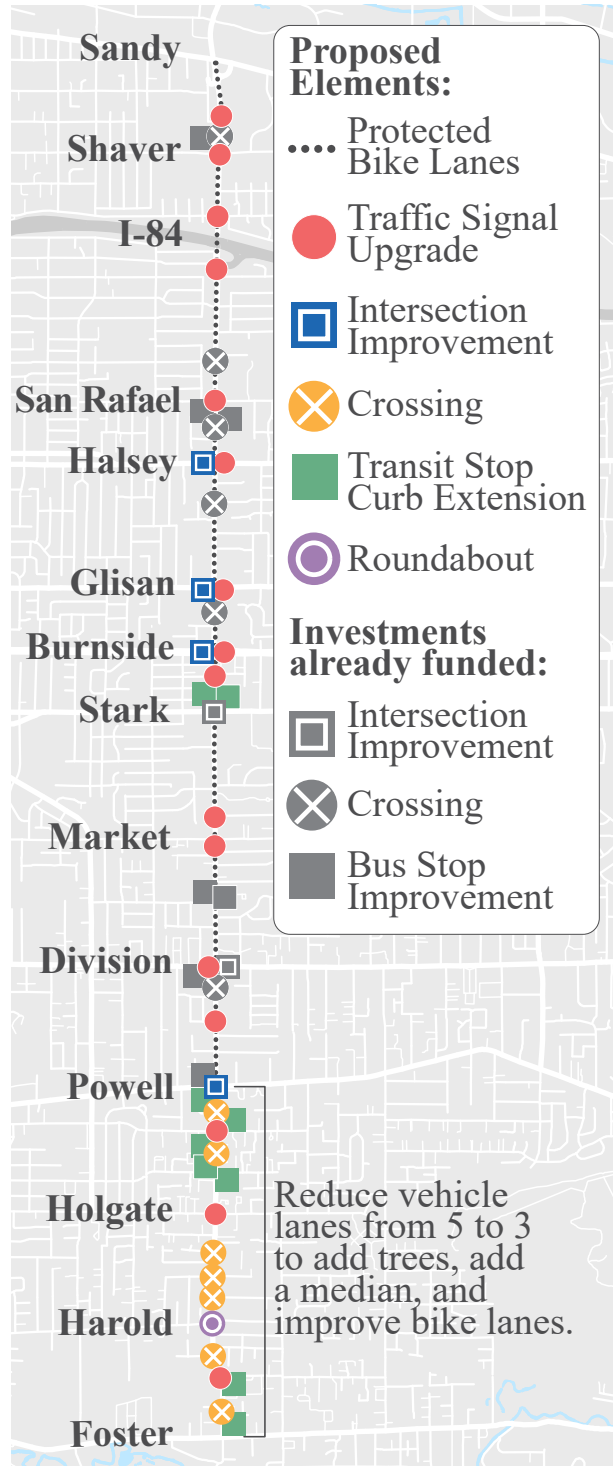 Sandy
Shaver
I-84
San Rafael
Halsey
Glisan
Burnside
Stark
Market
Division
Powell
Holgate
Harold
Foster
Proposed
Elements:
Protected
Bike Lanes
Traffic Signal
Upgrade
Intersection
Improvement
Crossing
Transit Stop
Curb Extension
Roundabout
Investments
already funded:
Intersection
Improvement
Crossing
Bus Stop
Improvement
Reduce vehicle
lanes from 5 to 3
to add trees, add
a median, and
improve bike lanes.